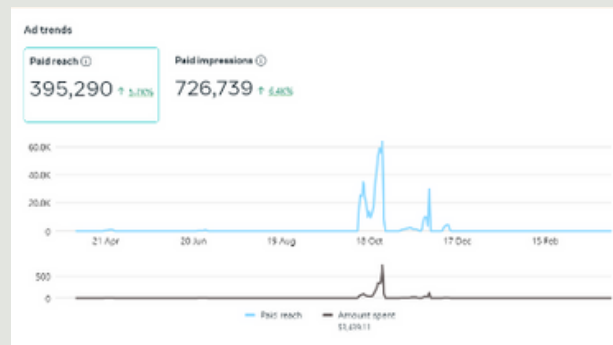 Ad trends
Paid reach Paid impressions
395,290 ↑ 726,739 ↑
60.0K
40.0K
20.0K
0
21 Apr 20 Jun 19 Aug 18 Oct 17 Dec 15 Feb
500
0
Paid reach Amount spent